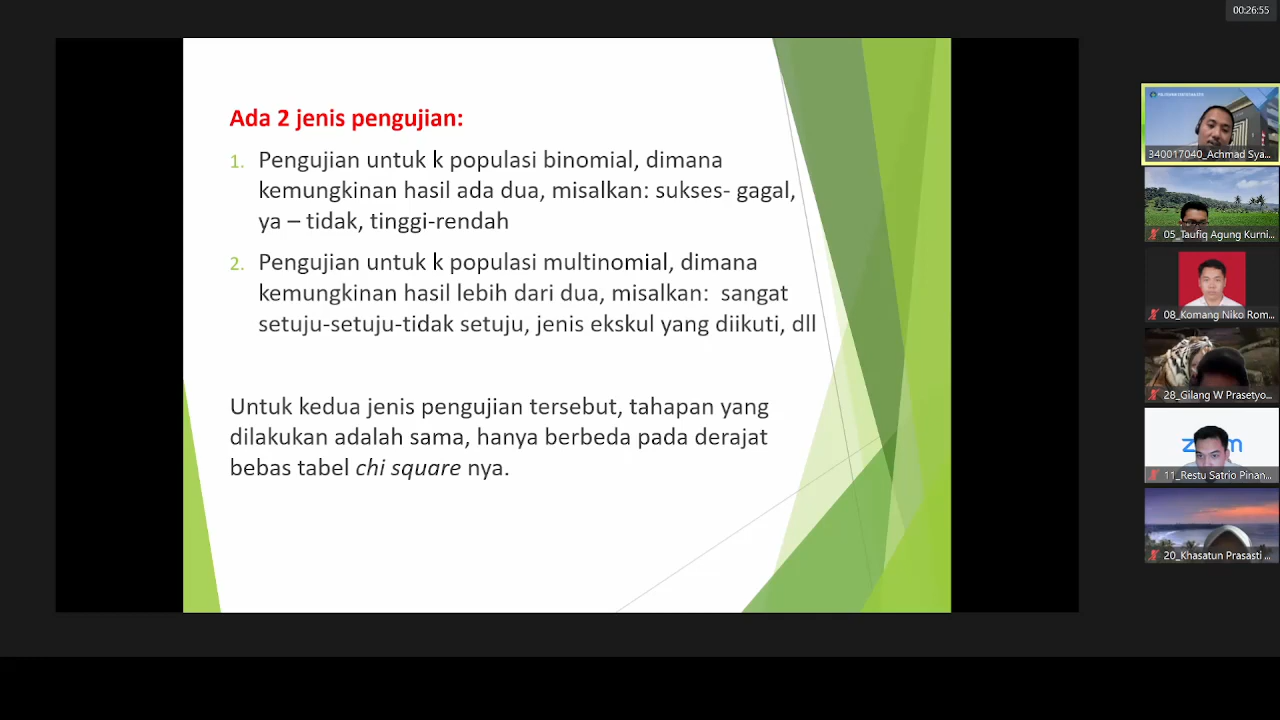 00:26:55
Ada 2 jenis pengujian:
1. Pengujian untuk k populasi binomial, dimana
kemungkinan hasil ada dua, misalkan: sukses- gagal,
ya – tidak, tinggi-rendah
2. Pengujian untuk k populasi multinomial, dimana
kemungkinan hasil lebih dari dua, misalkan:  sangat
setuju-setuju-tidak setuju, jenis ekskul yang diikuti, dll
Untuk kedua jenis pengujian tersebut, tahapan yang
dilakukan adalah sama, hanya berbeda pada derajat
bebas tabel chi square nya.
340017040_Achmad Sya...
05_Taufiq Agung Kurni...
08_Komang Niko Rom...
28_Gilang W Prasetyo...
11_Restu Satrio Pinan...
20_Khasatun Prasasti ...